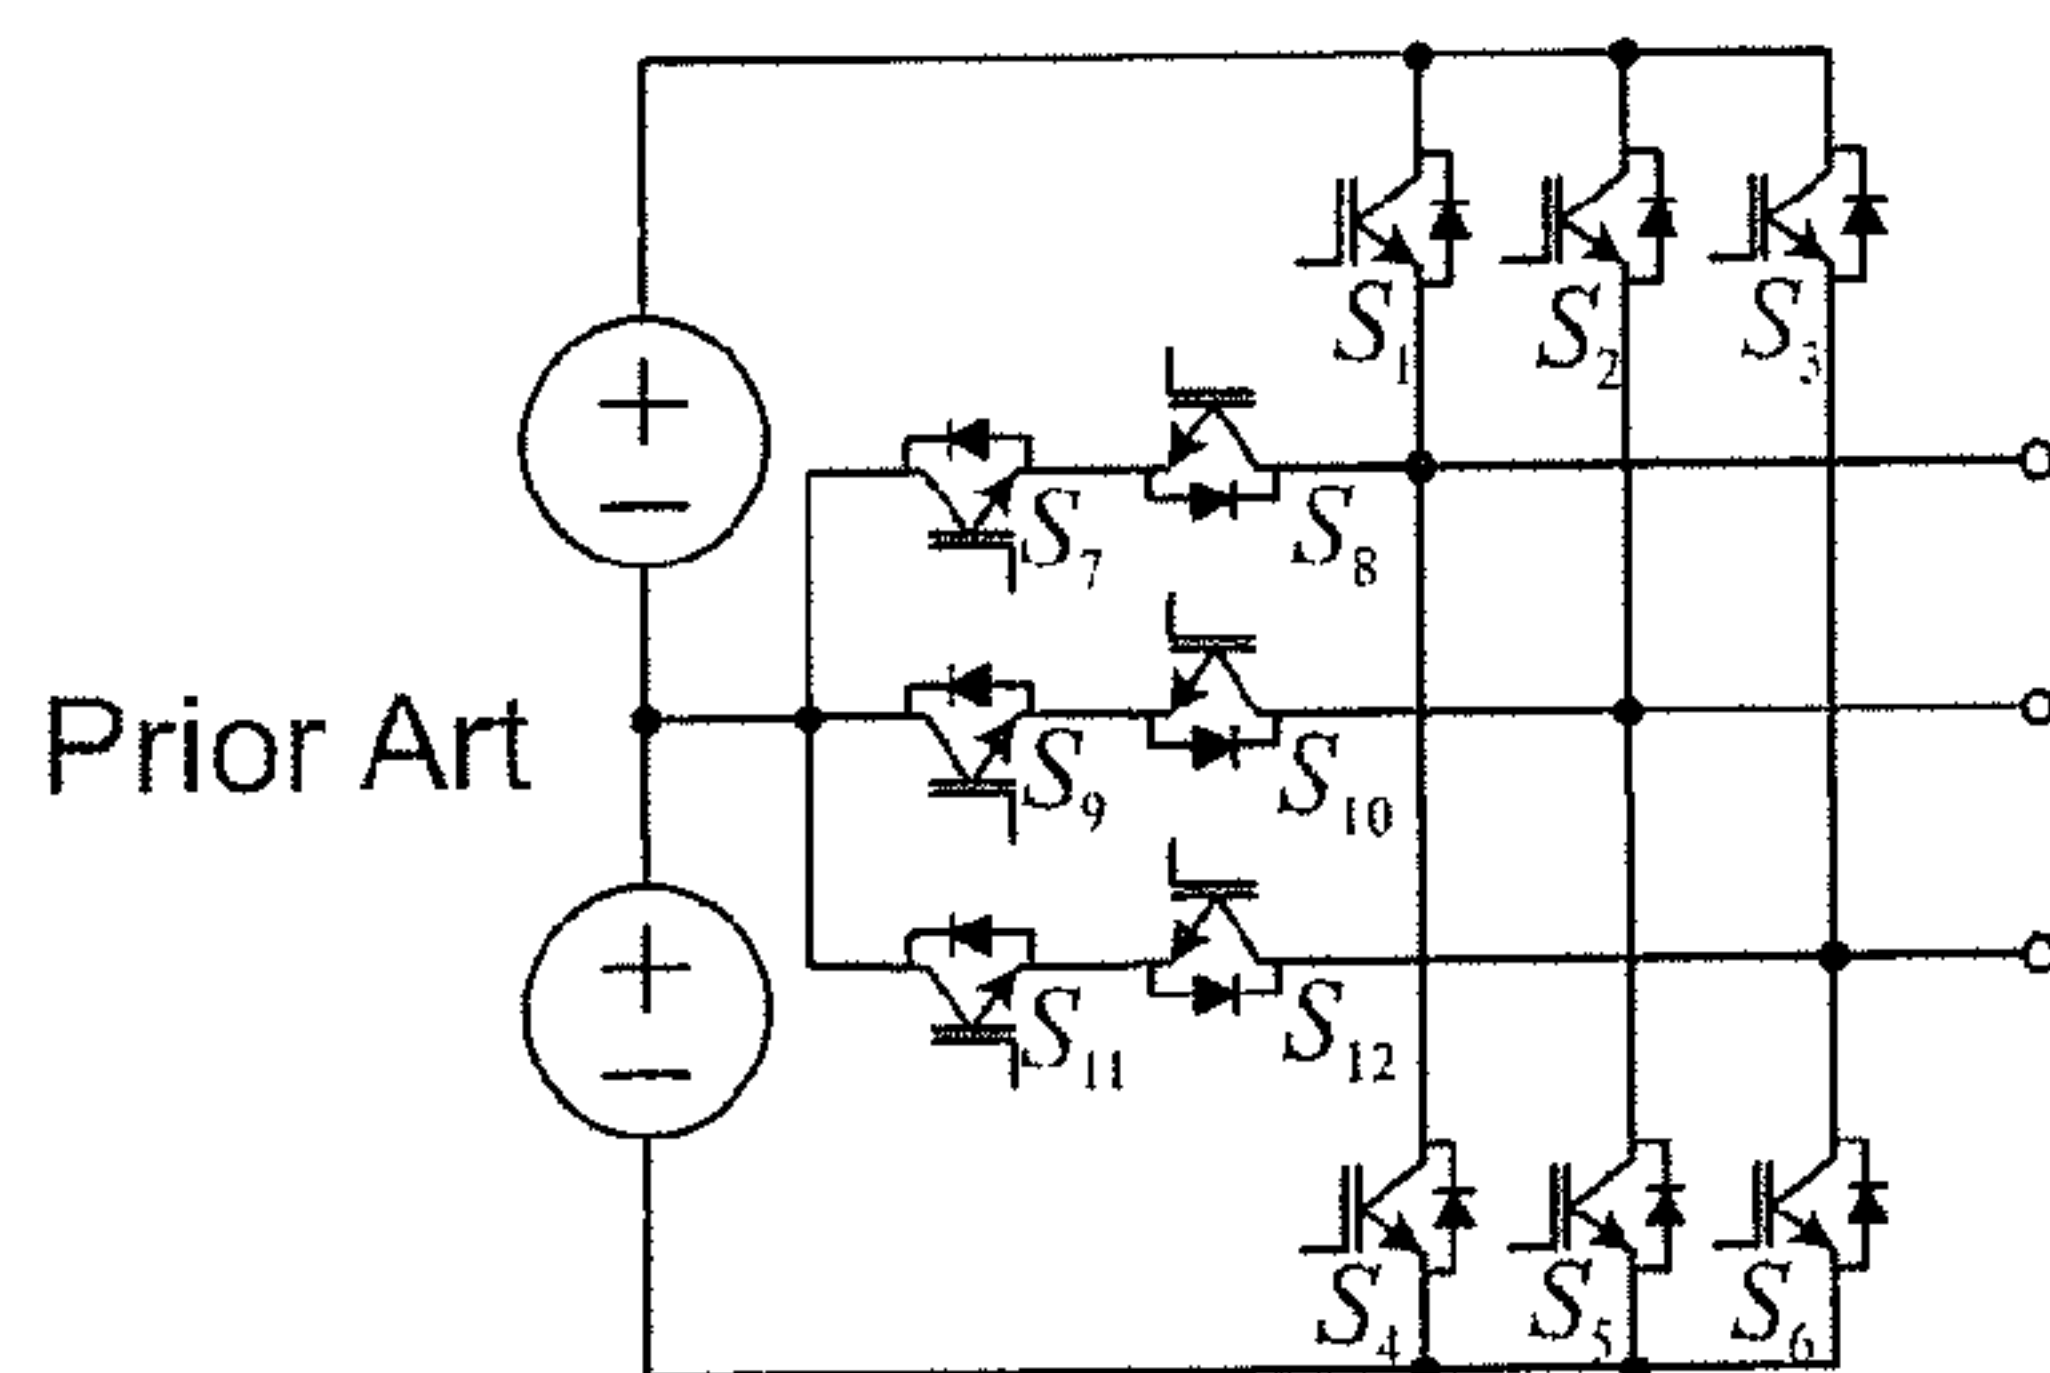 S1 S2 S3
+
−
S7 S8
Prior Art
S9 S10
+
−
S11 S12
S4 S5 S6